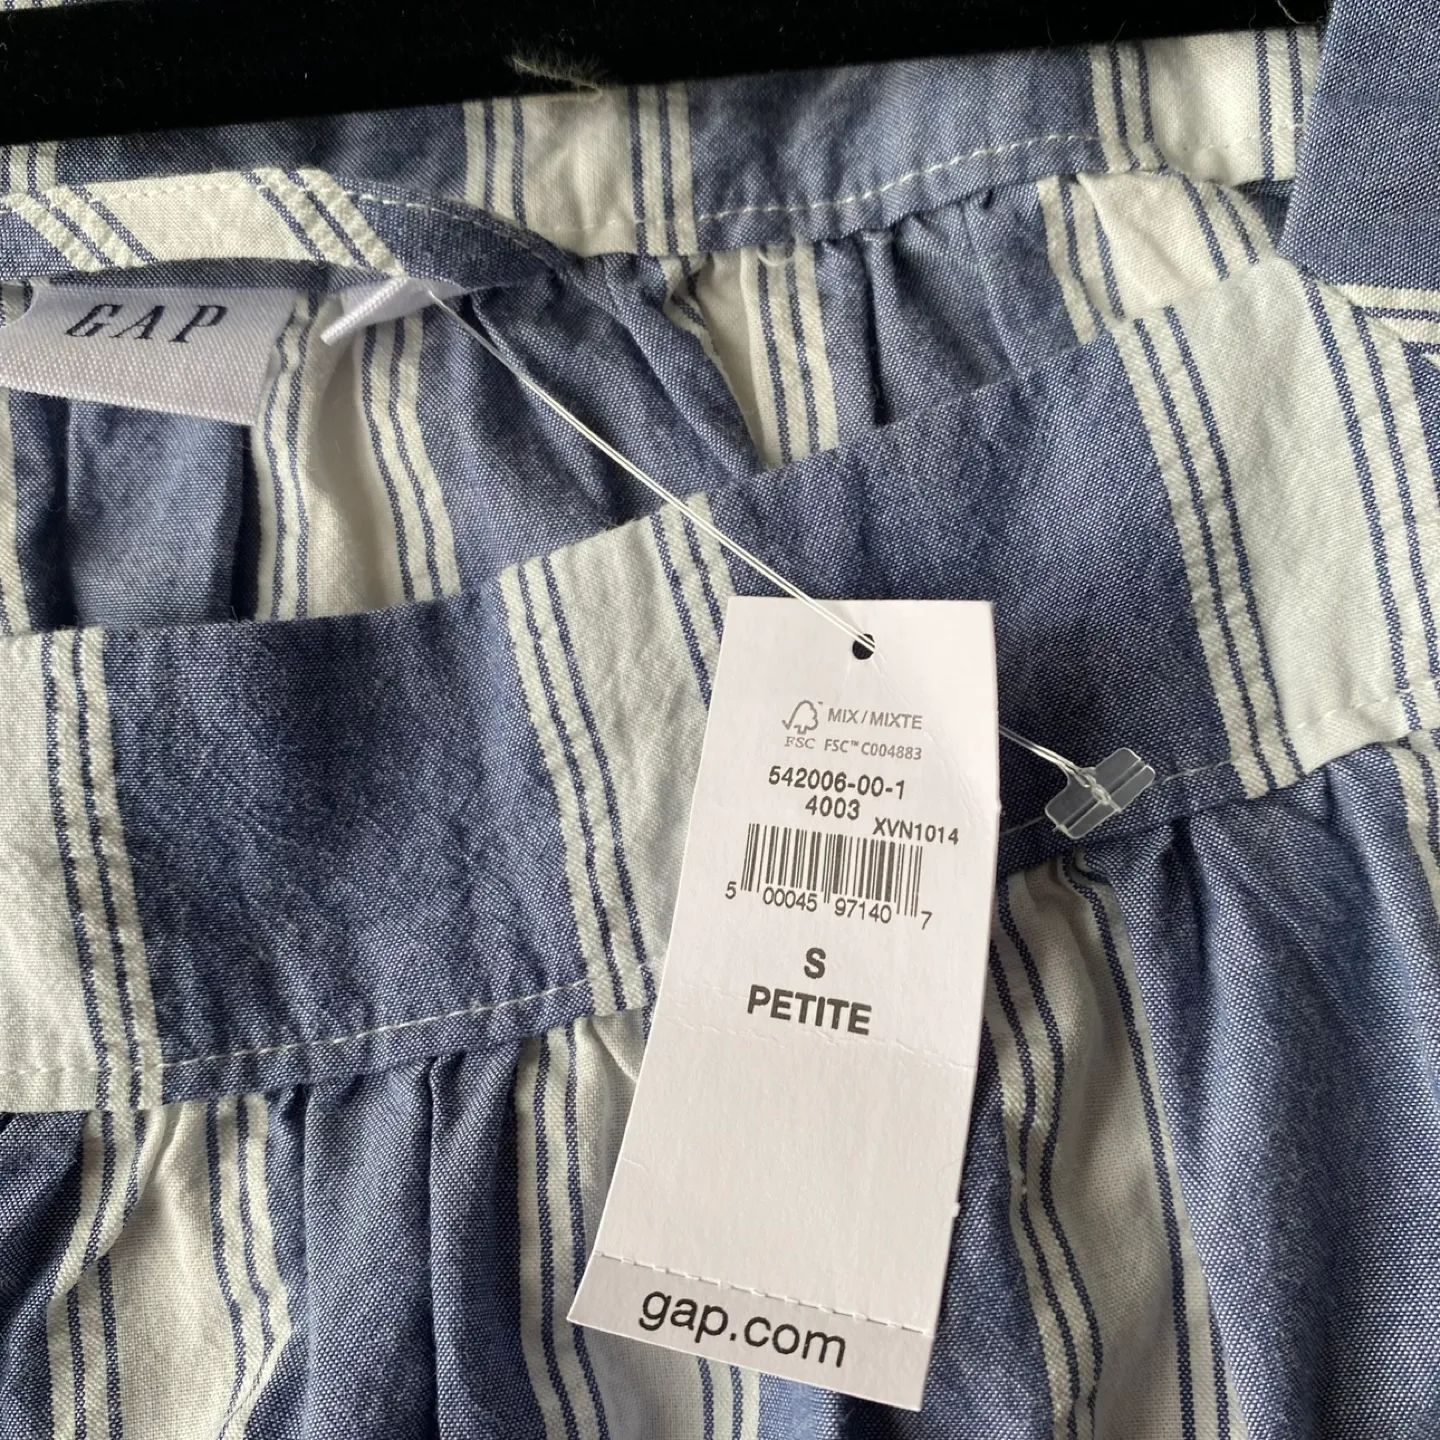 GAP
MIX / MIXTE
FSC FSC™ C004883
542006-00-1
4003
XVN1014
5 00045 97140 7
S
PETITE
gap.com